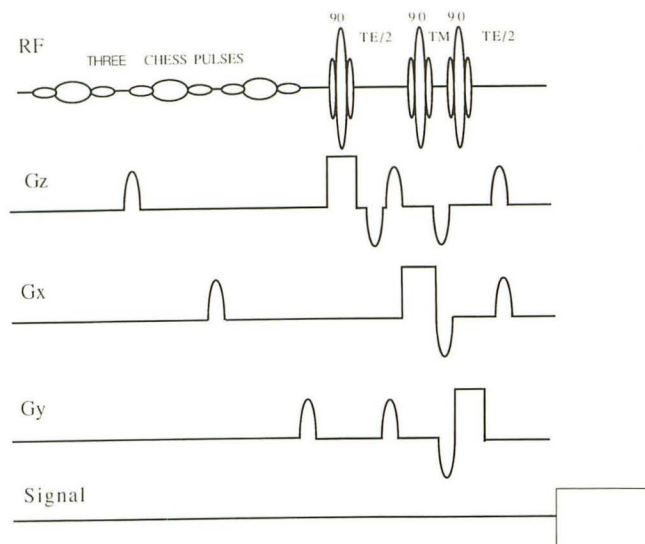 90 90 90
RF TE/2 TM TE/2
THREE CHESS PULSES
Gz
Gx
Gy
Signal